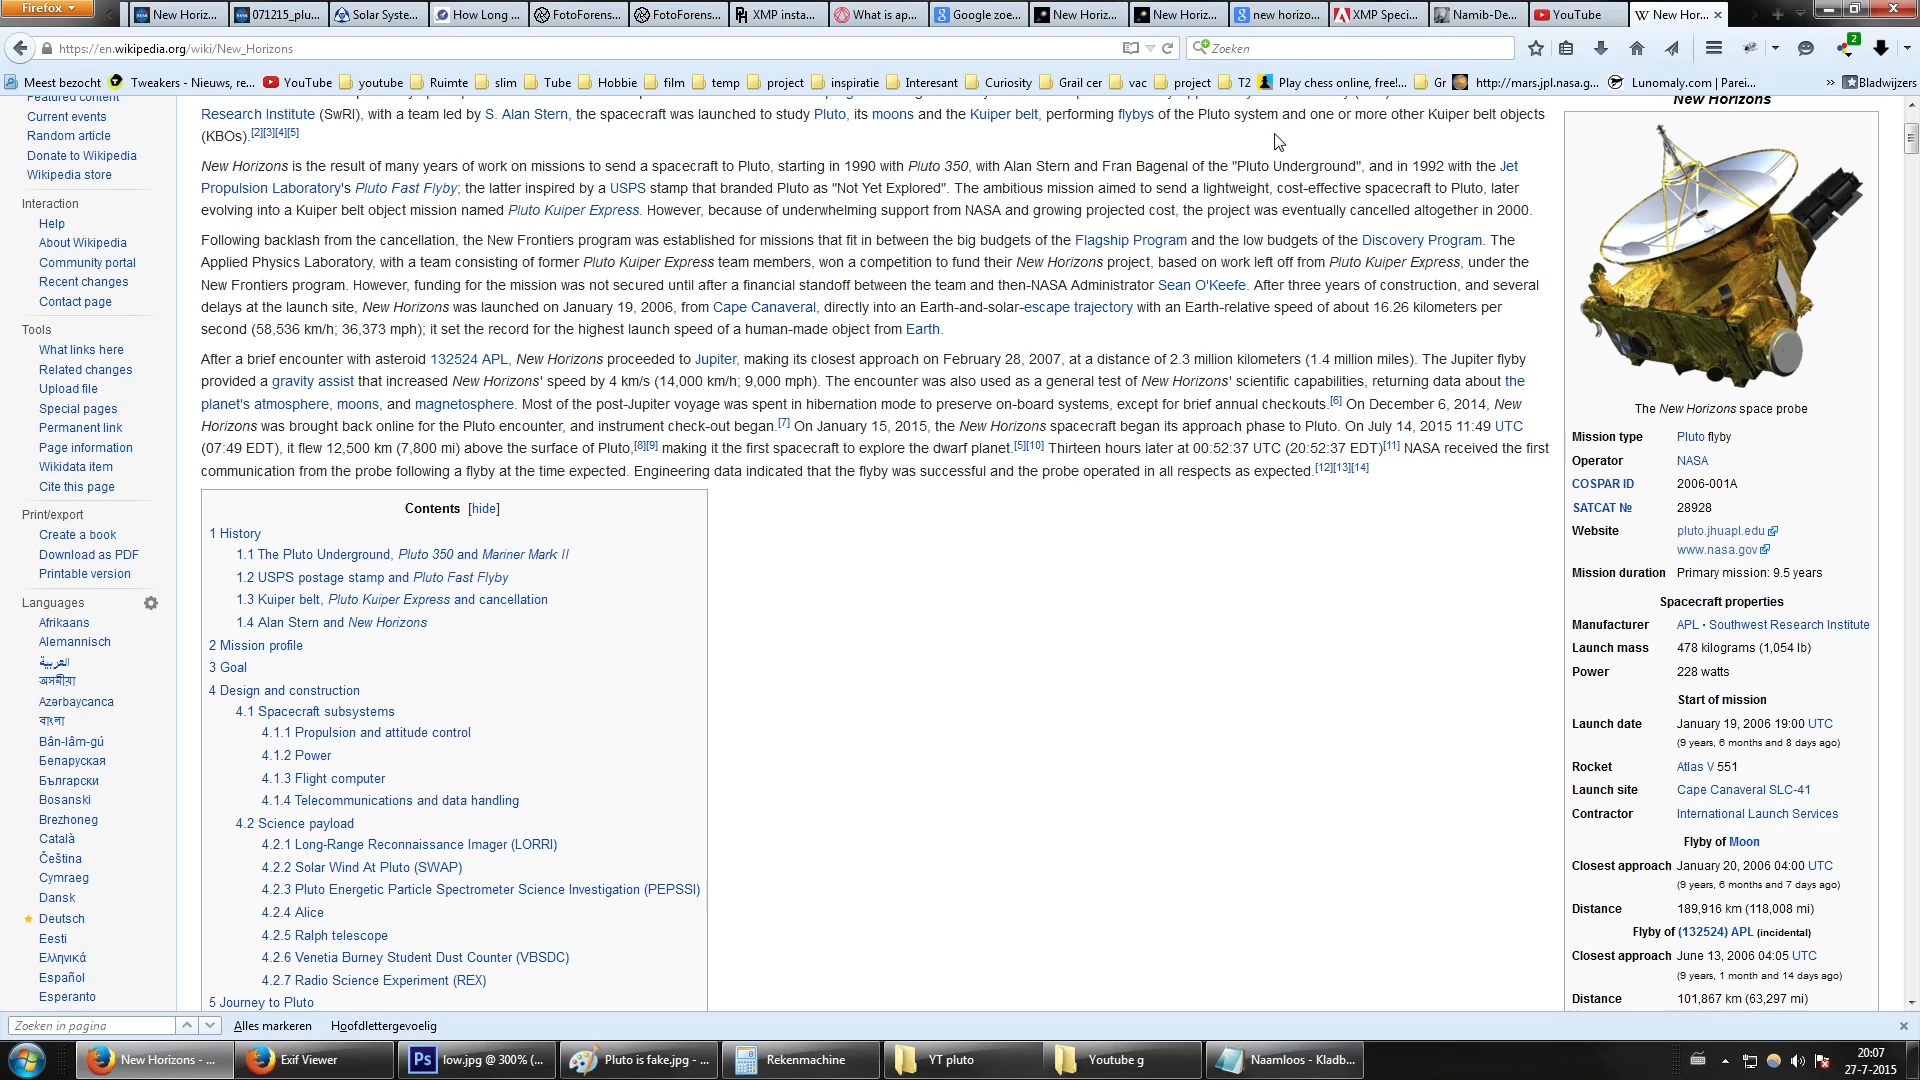 Firefox
New Horiz...
071215_plu...
Solar Syste...
How Long ...
FotoForens...
FotoForens...
XMP insta...
What is ap...
Google zoe...
New Horiz...
New Horiz...
new horizo...
XMP Speci...
Namib-De...
YouTube
New Hor...
https://en.wikipedia.org/wiki/New_Horizons
Zoeken
2
Meest bezocht
Tweakers - Nieuws, re...
YouTube
youtube
Ruimte
slim
Tube
Hobbie
film
temp
project
inspiratie
Interesant
Curiosity
Grail cer
vac
project
T2
Play chess online, free!...
Gr
http://mars.jpl.nasa.g...
Lunomaly.com | Parei...
»
Bladwijzers
Featured content
Current events
Random article
Donate to Wikipedia
Wikipedia store
Interaction
Help
About Wikipedia
Community portal
Recent changes
Contact page
Tools
What links here
Related changes
Upload file
Special pages
Permanent link
Page information
Wikidata item
Cite this page
Print/export
Create a book
Download as PDF
Printable version
Languages
Afrikaans
Alemannisch
العربية
অসমীয়া
Azərbaycanca
বাংলা
Bân-lâm-gú
Беларуская
Български
Bosanski
Brezhoneg
Català
Čeština
Cymraeg
Dansk
Deutsch
Eesti
Ελληνικά
Español
Esperanto
Research Institute (SwRI), with a team led by S. Alan Stern, the spacecraft was launched to study Pluto, its moons and the Kuiper belt, performing flybys of the Pluto system and one or more other Kuiper belt objects
(KBOs).[2][3][4][5]
New Horizons is the result of many years of work on missions to send a spacecraft to Pluto, starting in 1990 with Pluto 350, with Alan Stern and Fran Bagenal of the "Pluto Underground", and in 1992 with the Jet
Propulsion Laboratory's Pluto Fast Flyby; the latter inspired by a USPS stamp that branded Pluto as "Not Yet Explored". The ambitious mission aimed to send a lightweight, cost-effective spacecraft to Pluto, later
evolving into a Kuiper belt object mission named Pluto Kuiper Express. However, because of underwhelming support from NASA and growing projected cost, the project was eventually cancelled altogether in 2000.
Following backlash from the cancellation, the New Frontiers program was established for missions that fit in between the big budgets of the Flagship Program and the low budgets of the Discovery Program. The
Applied Physics Laboratory, with a team consisting of former Pluto Kuiper Express team members, won a competition to fund their New Horizons project, based on work left off from Pluto Kuiper Express, under the
New Frontiers program. However, funding for the mission was not secured until after a financial standoff between the team and then-NASA Administrator Sean O'Keefe. After three years of construction, and several
delays at the launch site, New Horizons was launched on January 19, 2006, from Cape Canaveral, directly into an Earth-and-solar-escape trajectory with an Earth-relative speed of about 16.26 kilometers per
second (58,536 km/h; 36,373 mph); it set the record for the highest launch speed of a human-made object from Earth.
After a brief encounter with asteroid 132524 APL, New Horizons proceeded to Jupiter, making its closest approach on February 28, 2007, at a distance of 2.3 million kilometers (1.4 million miles). The Jupiter flyby
provided a gravity assist that increased New Horizons' speed by 4 km/s (14,000 km/h; 9,000 mph). The encounter was also used as a general test of New Horizons' scientific capabilities, returning data about the
planet's atmosphere, moons, and magnetosphere. Most of the post-Jupiter voyage was spent in hibernation mode to preserve on-board systems, except for brief annual checkouts.[6] On December 6, 2014, New
Horizons was brought back online for the Pluto encounter, and instrument check-out began.[7] On January 15, 2015, the New Horizons spacecraft began its approach phase to Pluto. On July 14, 2015 11:49 UTC
(07:49 EDT), it flew 12,500 km (7,800 mi) above the surface of Pluto,[8][9] making it the first spacecraft to explore the dwarf planet.[5][10] Thirteen hours later at 00:52:37 UTC (20:52:37 EDT)[11] NASA received the first
communication from the probe following a flyby at the time expected. Engineering data indicated that the flyby was successful and the probe operated in all respects as expected.[12][13][14]
Contents [hide]
1 History
1.1 The Pluto Underground, Pluto 350 and Mariner Mark II
1.2 USPS postage stamp and Pluto Fast Flyby
1.3 Kuiper belt, Pluto Kuiper Express and cancellation
1.4 Alan Stern and New Horizons
2 Mission profile
3 Goal
4 Design and construction
4.1 Spacecraft subsystems
4.1.1 Propulsion and attitude control
4.1.2 Power
4.1.3 Flight computer
4.1.4 Telecommunications and data handling
4.2 Science payload
4.2.1 Long-Range Reconnaissance Imager (LORRI)
4.2.2 Solar Wind At Pluto (SWAP)
4.2.3 Pluto Energetic Particle Spectrometer Science Investigation (PEPSSI)
4.2.4 Alice
4.2.5 Ralph telescope
4.2.6 Venetia Burney Student Dust Counter (VBSDC)
4.2.7 Radio Science Experiment (REX)
5 Journey to Pluto
New Horizons
The New Horizons space probe
Mission type Pluto flyby
Operator NASA
COSPAR ID 2006-001A
SATCAT № 28928
Website pluto.jhuapl.edu
www.nasa.gov
Mission duration Primary mission: 9.5 years
Spacecraft properties
Manufacturer APL · Southwest Research Institute
Launch mass 478 kilograms (1,054 lb)
Power 228 watts
Start of mission
Launch date January 19, 2006 19:00 UTC
(9 years, 6 months and 8 days ago)
Rocket Atlas V 551
Launch site Cape Canaveral SLC-41
Contractor International Launch Services
Flyby of Moon
Closest approach January 20, 2006 04:00 UTC
(9 years, 6 months and 7 days ago)
Distance 189,916 km (118,008 mi)
Flyby of (132524) APL (incidental)
Closest approach June 13, 2006 04:05 UTC
(9 years, 1 month and 14 days ago)
Distance 101,867 km (63,297 mi)
Zoeken in pagina
Alles markeren
Hoofdlettergevoelig
New Horizons - ...
Exif Viewer
Ps low.jpg @ 300% (...
Pluto is fake.jpg - ...
Rekenmachine
YT pluto
Youtube g
Naamloos - Kladb...
20:07
27-7-2015